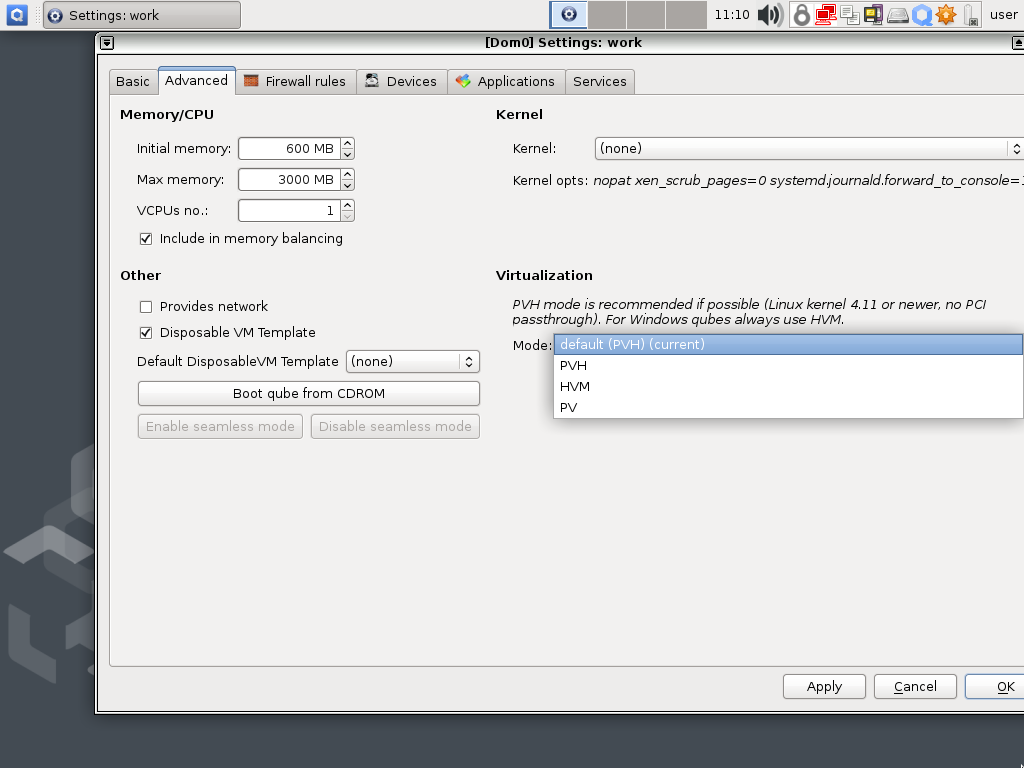 Settings: work
11:10
user
[Dom0] Settings: work
Basic
Advanced
Firewall rules
Devices
Applications
Services
Memory/CPU
Initial memory: 600 MB
Max memory: 3000 MB
VCPUs no.: 1
Include in memory balancing
Other
Provides network
Disposable VM Template
Default DisposableVM Template (none)
Boot qube from CDROM
Enable seamless mode
Disable seamless mode
Kernel
Kernel: (none)
Kernel opts: nopat xen_scrub_pages=0 systemd.journald.forward_to_console=1
Virtualization
PVH mode is recommended if possible (Linux kernel 4.11 or newer, no PCI
passthrough). For Windows qubes always use HVM.
Mode: default (PVH) (current)
PVH
HVM
PV
Apply
Cancel
OK